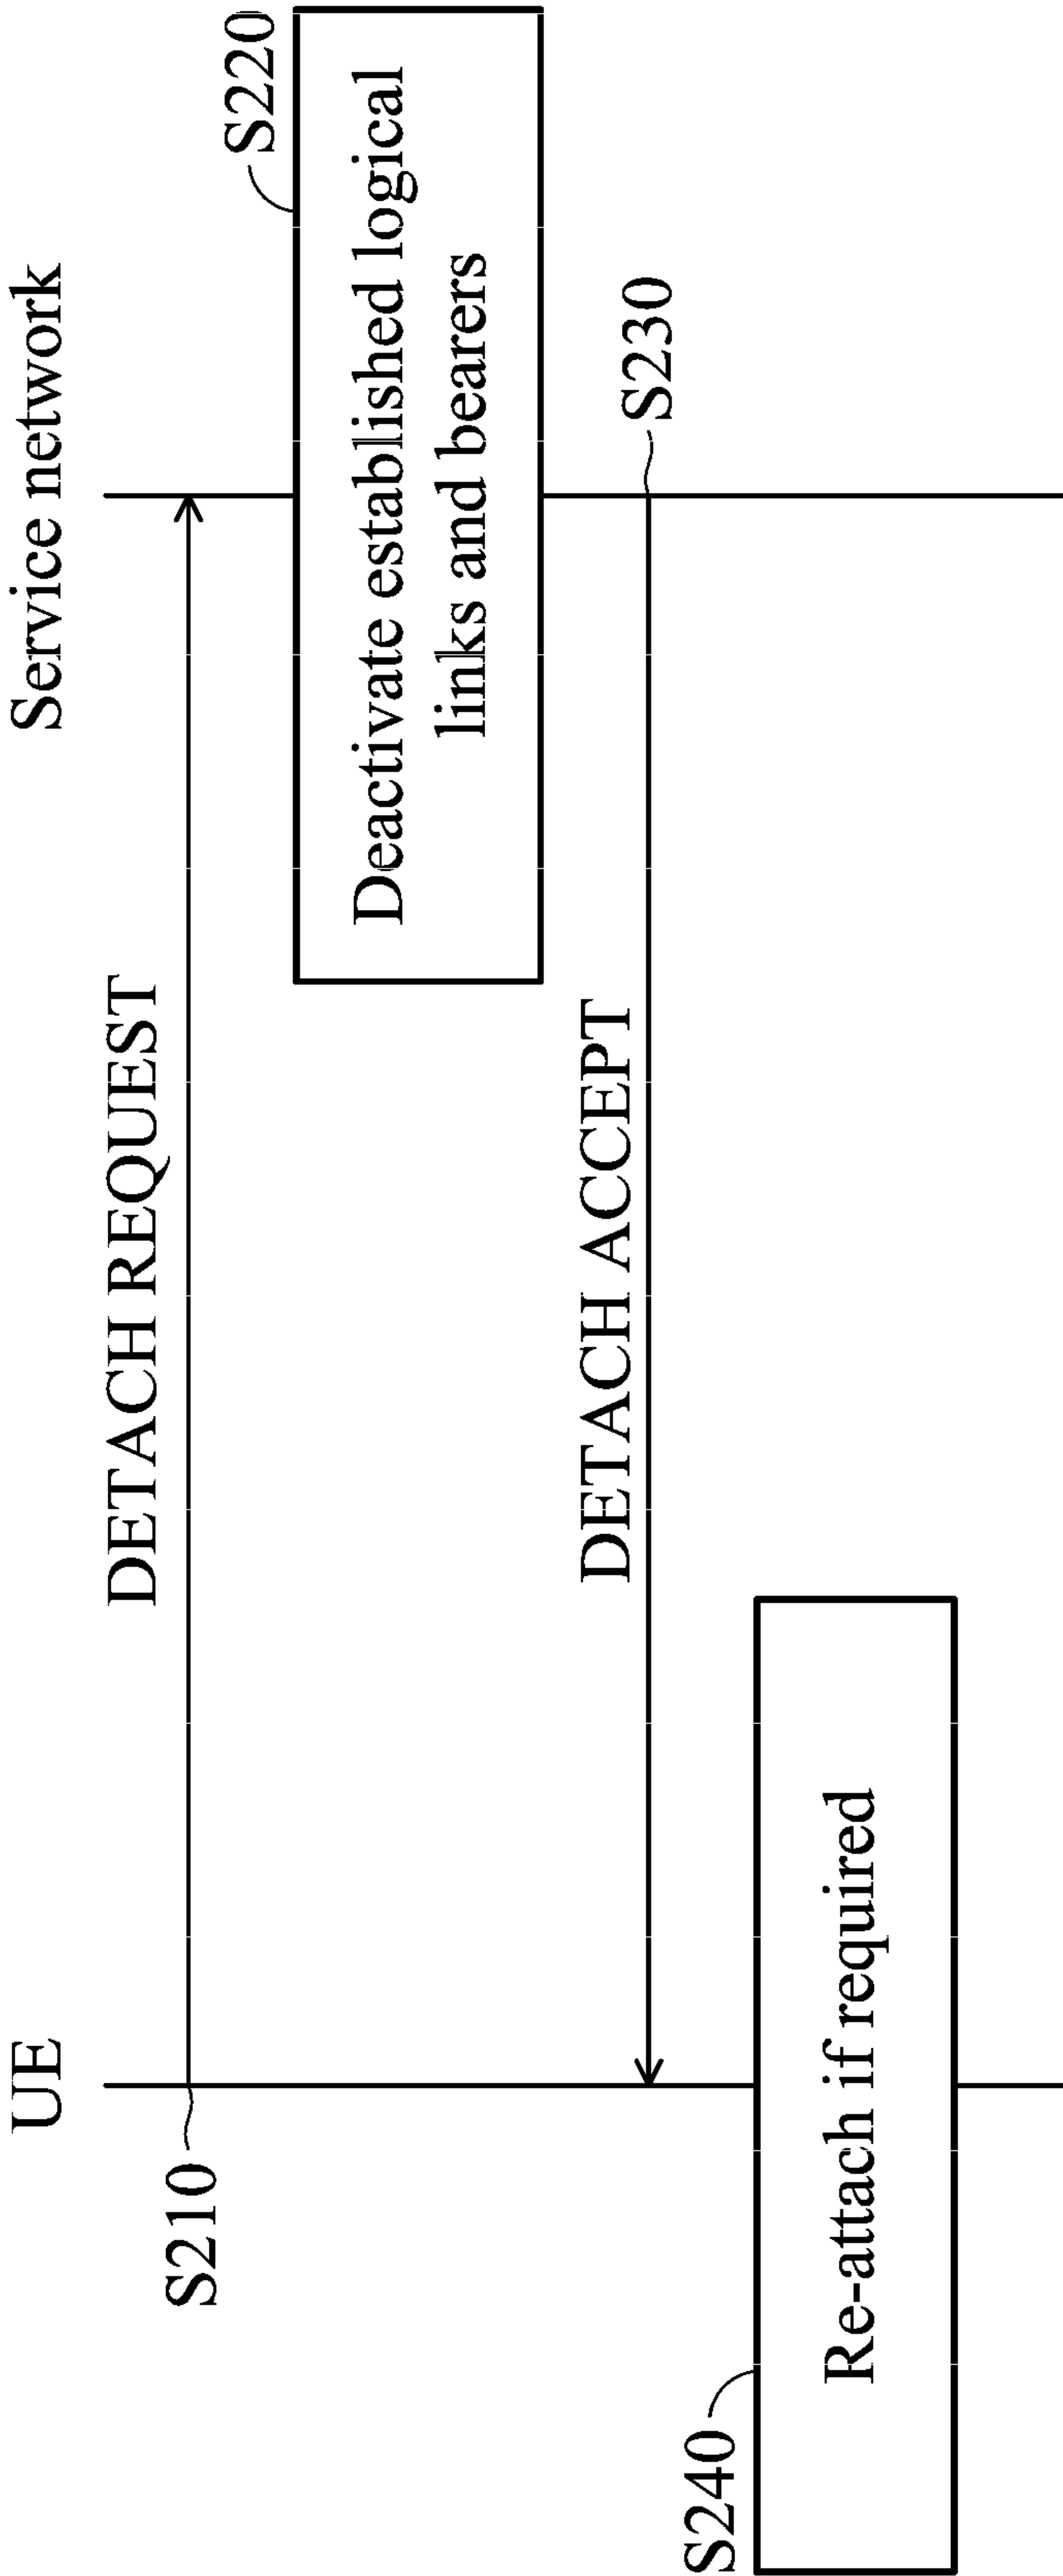 UE
Service network
DETACH REQUEST
S210
S220
Deactivate established logical
links and bearers
DETACH ACCEPT
S230
S240
Re-attach if required